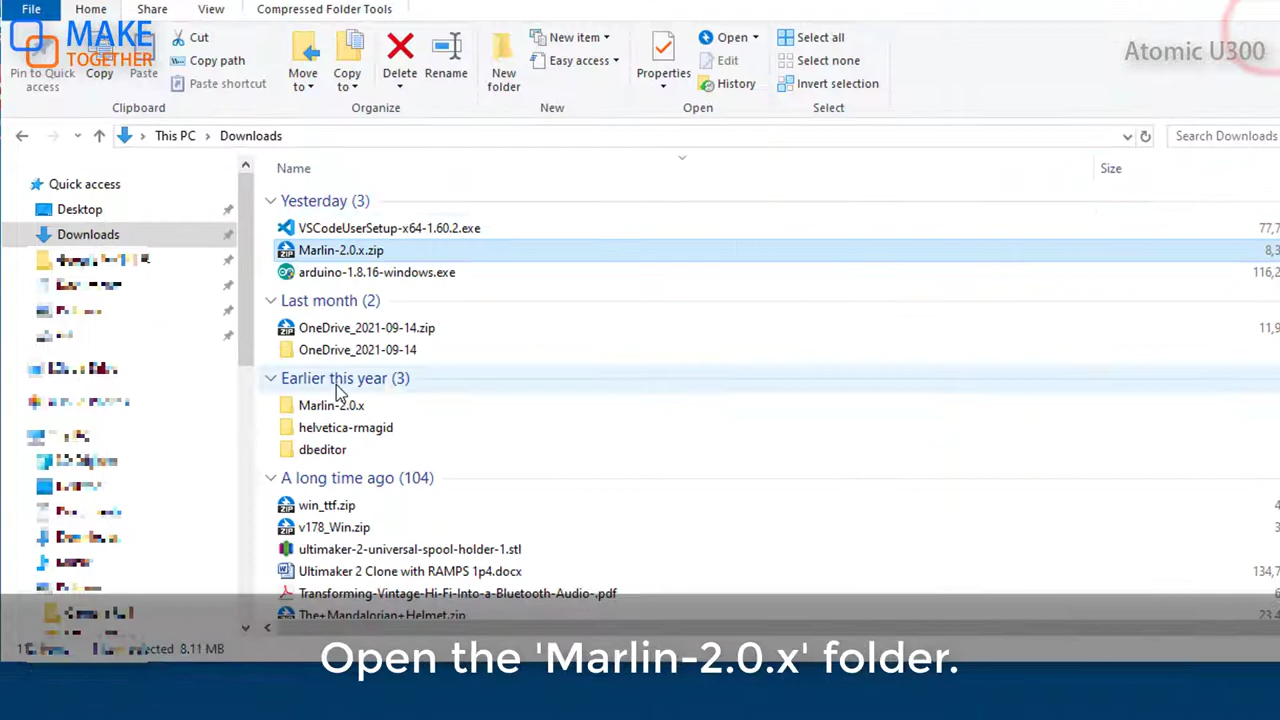 File Home Share View Compressed Folder Tools
MAKE
TOGETHER
Atomic U300
Pin to Quick access
Copy
Paste
Cut
Copy path
Paste shortcut
Move to
Copy to
Delete
Rename
New folder
New item
Easy access
Properties
Open
Edit
History
Select all
Select none
Invert selection
Clipboard Organize New Open Select
This PC > Downloads
Search Downloads
Name Size
Quick access
Desktop
Downloads
Yesterday (3)
VSCodeUserSetup-x64-1.60.2.exe 77,7
Marlin-2.0.x.zip 8,3
arduino-1.8.16-windows.exe 116,2
Last month (2)
OneDrive_2021-09-14.zip 11,9
OneDrive_2021-09-14
Earlier this year (3)
Marlin-2.0.x
helvetica-rmagid
dbeditor
A long time ago (104)
win_ttf.zip 4
v178_Win.zip 3
ultimaker-2-universal-spool-holder-1.stl
Ultimaker 2 Clone with RAMPS 1p4.docx 134,7
Transforming-Vintage-Hi-Fi-Into-a-Bluetooth-Audio-.pdf
The+Mandalorian+Helmet.zip 23,4
8.11 MB
Open the 'Marlin-2.0.x' folder.